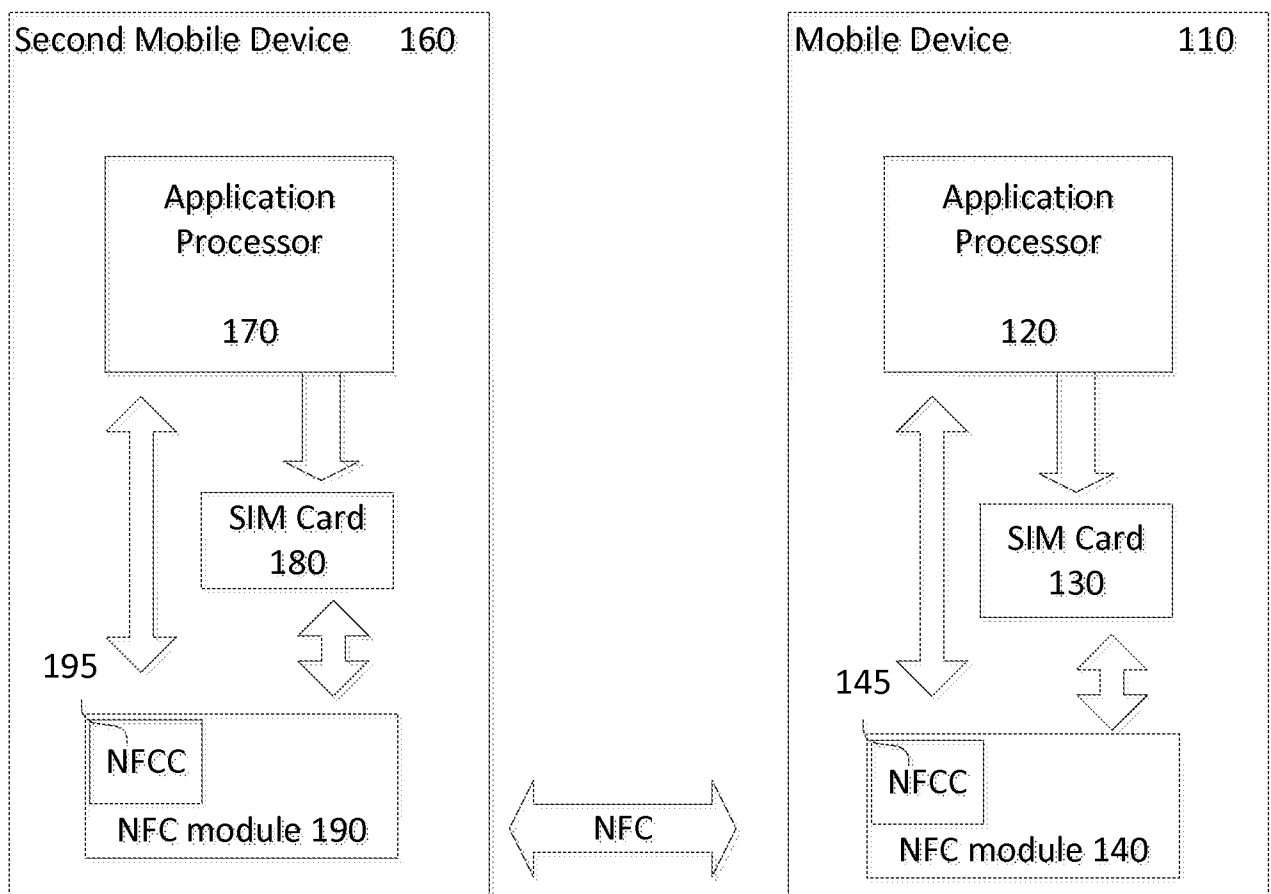 Second Mobile Device 160
Application
Processor
170
SIM Card
180
195
NFCC
NFC module 190
NFC
Mobile Device 110
Application
Processor
120
SIM Card
130
145
NFCC
NFC module 140